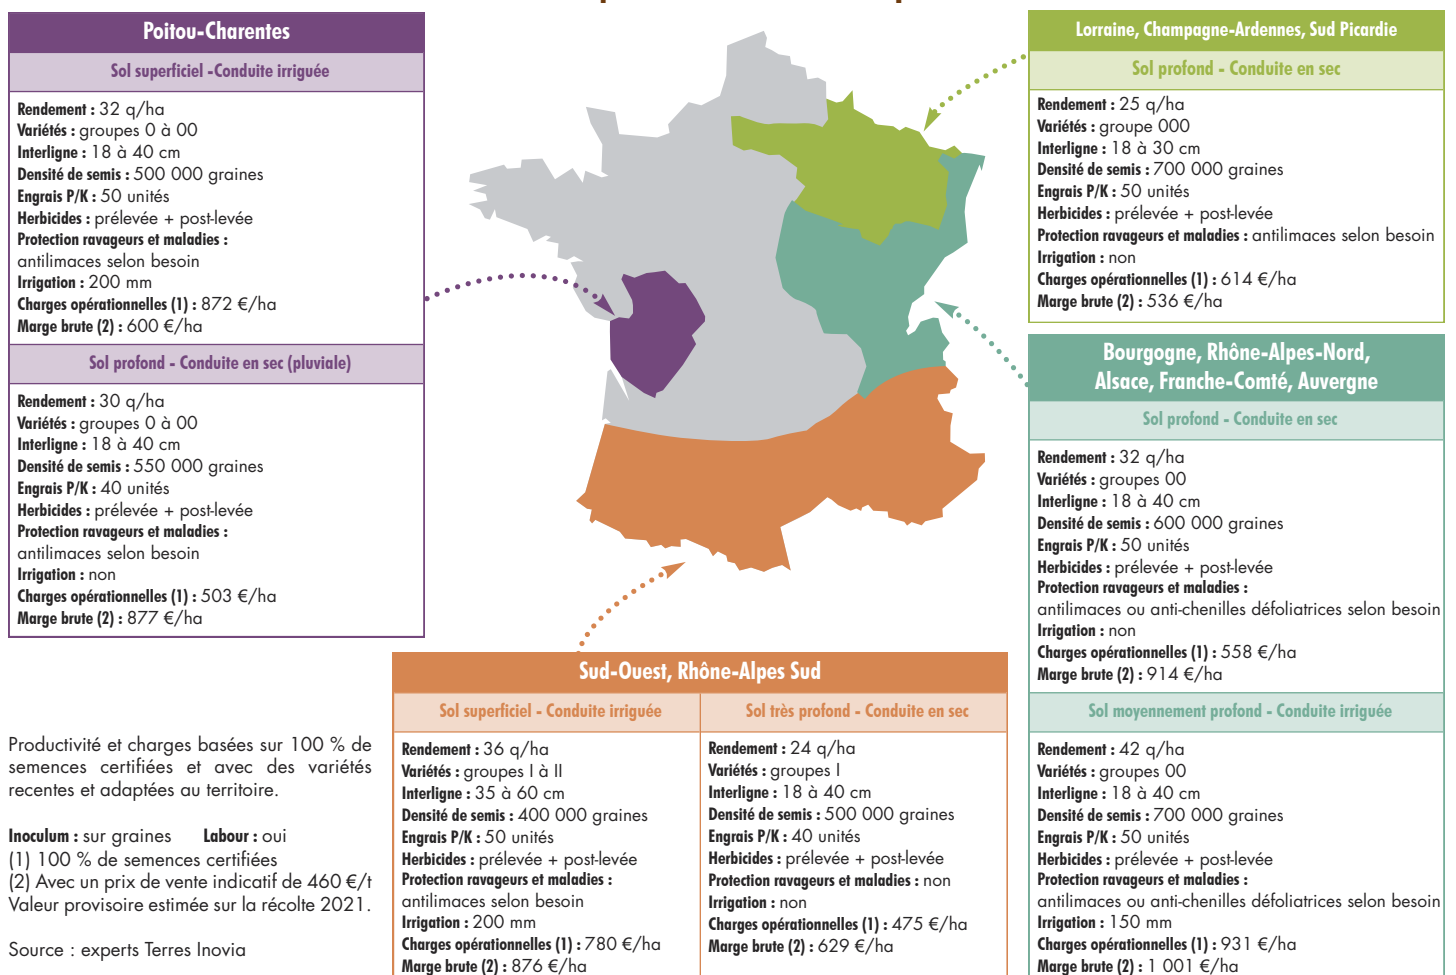 Poitou-Charentes
Sol superficiel -Conduite irriguée
Rendement : 32 q/ha
Variétés : groupes 0 à 00
Interligne : 18 à 40 cm
Densité de semis : 500 000 graines
Engrais P/K : 50 unités
Herbicides : prélevée + post-levée
Protection ravageurs et maladies :
antilimaces selon besoin
Irrigation : 200 mm
Charges opérationnelles (1) : 872 €/ha
Marge brute (2) : 600 €/ha
Sol profond - Conduite en sec (pluviale)
Rendement : 30 q/ha
Variétés : groupes 0 à 00
Interligne : 18 à 40 cm
Densité de semis : 550 000 graines
Engrais P/K : 40 unités
Herbicides : prélevée + post-levée
Protection ravageurs et maladies :
antilimaces selon besoin
Irrigation : non
Charges opérationnelles (1) : 503 €/ha
Marge brute (2) : 877 €/ha
Lorraine, Champagne-Ardennes, Sud Picardie
Sol profond - Conduite en sec
Rendement : 25 q/ha
Variétés : groupe 000
Interligne : 18 à 30 cm
Densité de semis : 700 000 graines
Engrais P/K : 50 unités
Herbicides : prélevée + post-levée
Protection ravageurs et maladies : antilimaces selon besoin
Irrigation : non
Charges opérationnelles (1) : 614 €/ha
Marge brute (2) : 536 €/ha
Bourgogne, Rhône-Alpes-Nord,
Alsace, Franche-Comté, Auvergne
Sol profond - Conduite en sec
Rendement : 32 q/ha
Variétés : groupes 00
Interligne : 18 à 40 cm
Densité de semis : 600 000 graines
Engrais P/K : 50 unités
Herbicides : prélevée + post-levée
Protection ravageurs et maladies :
antilimaces ou anti-chenilles défoliatrices selon besoin
Irrigation : non
Charges opérationnelles (1) : 558 €/ha
Marge brute (2) : 914 €/ha
Sol moyennement profond - Conduite irriguée
Rendement : 42 q/ha
Variétés : groupes 00
Interligne : 18 à 40 cm
Densité de semis : 700 000 graines
Engrais P/K : 50 unités
Herbicides : prélevée + post-levée
Protection ravageurs et maladies :
antilimaces ou anti-chenilles défoliatrices selon besoin
Irrigation : 150 mm
Charges opérationnelles (1) : 931 €/ha
Marge brute (2) : 1 001 €/ha
Sud-Ouest, Rhône-Alpes Sud
Sol superficiel - Conduite irriguée
Rendement : 36 q/ha
Variétés : groupes I à II
Interligne : 35 à 60 cm
Densité de semis : 400 000 graines
Engrais P/K : 50 unités
Herbicides : prélevée + post-levée
Protection ravageurs et maladies :
antilimaces selon besoin
Irrigation : 200 mm
Charges opérationnelles (1) : 780 €/ha
Marge brute (2) : 876 €/ha
Sol très profond - Conduite en sec
Rendement : 24 q/ha
Variétés : groupes I
Interligne : 18 à 40 cm
Densité de semis : 500 000 graines
Engrais P/K : 40 unités
Herbicides : prélevée + post-levée
Protection ravageurs et maladies : non
Irrigation : non
Charges opérationnelles (1) : 475 €/ha
Marge brute (2) : 629 €/ha
Productivité et charges basées sur 100 % de
semences certifiées et avec des variétés
recentes et adaptées au territoire.
Inoculum : sur graines Labour : oui
(1) 100 % de semences certifiées
(2) Avec un prix de vente indicatif de 460 €/t
Valeur provisoire estimée sur la récolte 2021.
Source : experts Terres Inovia